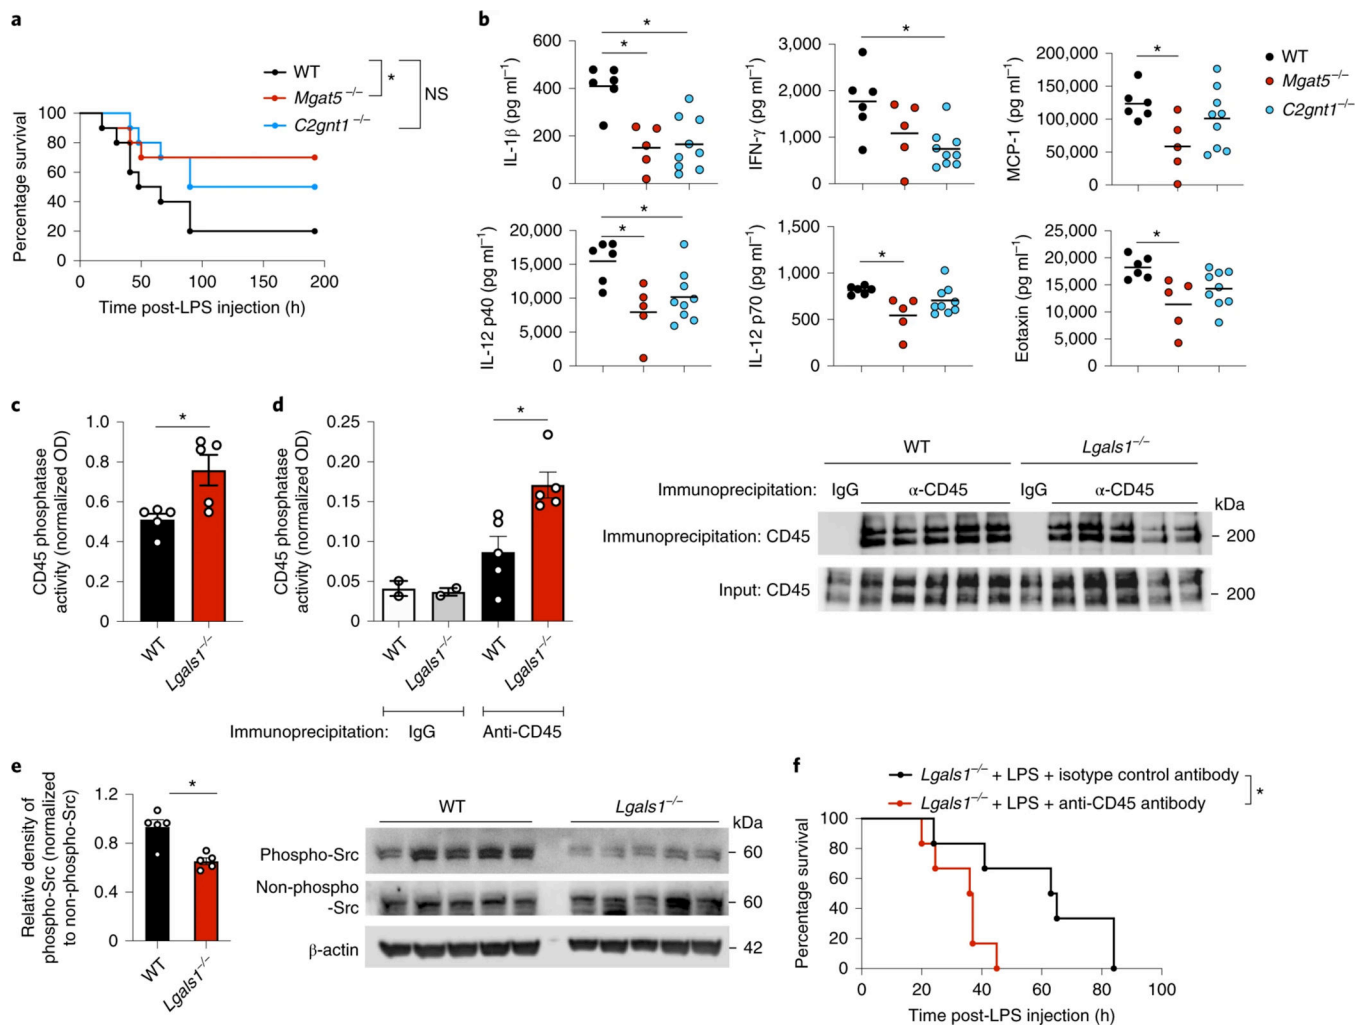 a
WT
Mgat5−/−
C2gnt1−/−
*
NS
Percentage survival
100
80
60
40
20
0
0 50 100 150 200
Time post-LPS injection (h)
b
IL-1β (pg ml−1)
600
400
200
0
*
*
IFN-γ (pg ml−1)
3,000
2,000
1,000
0
*
MCP-1 (pg ml−1)
200,000
150,000
100,000
50,000
0
*
WT
Mgat5−/−
C2gnt1−/−
IL-12 p40 (pg ml−1)
20,000
15,000
10,000
5,000
0
*
*
IL-12 p70 (pg ml−1)
1,500
1,000
500
0
*
Eotaxin (pg ml−1)
25,000
20,000
15,000
10,000
5,000
0
*
c
CD45 phosphatase
activity (normalized OD)
1.0
0.8
0.6
0.4
0.2
0
*
WT
Lgals1−/−
d
CD45 phosphatase
activity (normalized OD)
0.25
0.20
0.15
0.10
0.05
0
*
WT
Lgals1−/−
WT
Lgals1−/−
Immunoprecipitation: IgG Anti-CD45
WT Lgals1−/−
Immunoprecipitation: IgG α-CD45 IgG α-CD45
kDa
Immunoprecipitation: CD45 200
Input: CD45 200
e
Relative density of
phospho-Src (normalized
to non-phospho-Src)
1.2
0.8
0.4
0
*
WT
Lgals1−/−
WT Lgals1−/−
kDa
Phospho-Src 60
Non-phospho
-Src 60
β-actin 42
f
Lgals1−/− + LPS + isotype control antibody
Lgals1−/− + LPS + anti-CD45 antibody
*
Percentage survival
100
80
60
40
20
0
0 20 40 60 80 100
Time post-LPS injection (h)